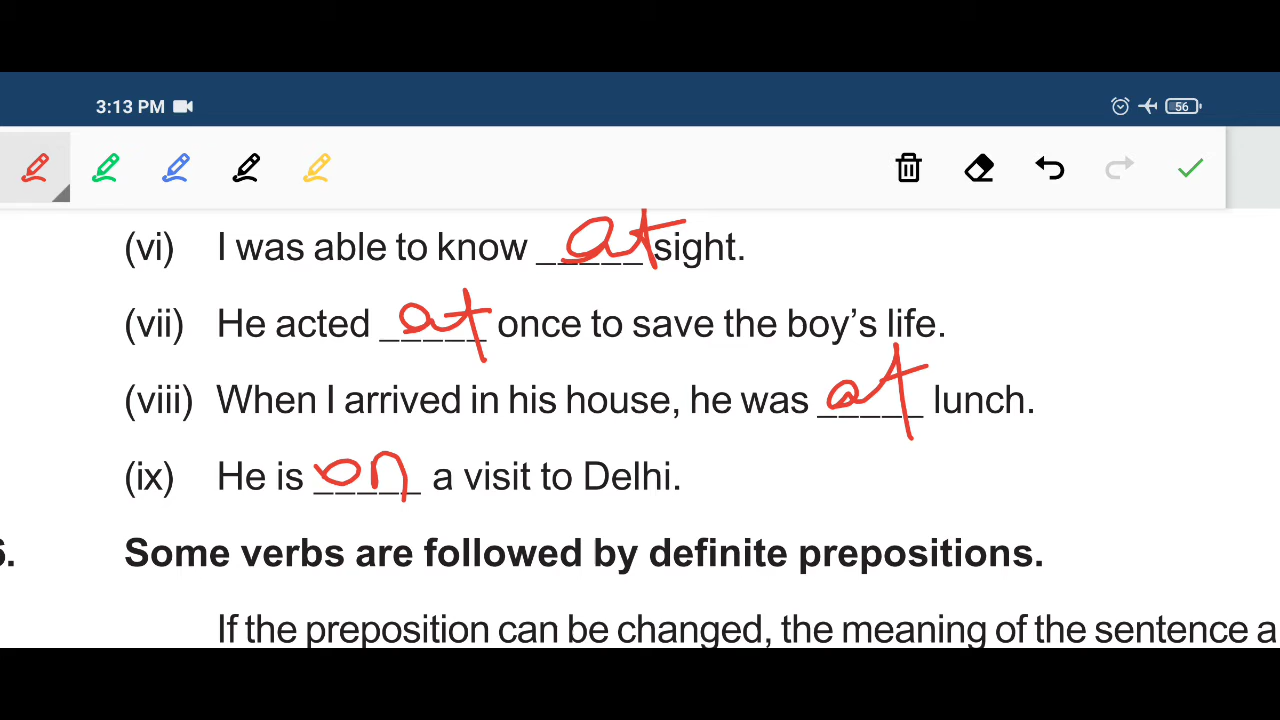 3:13 PM
56
(vi) I was able to know at sight.
(vii) He acted at once to save the boy’s life.
(viii) When I arrived in his house, he was at lunch.
(ix) He is on a visit to Delhi.
Some verbs are followed by definite prepositions.
If the preposition can be changed, the meaning of the sentence a